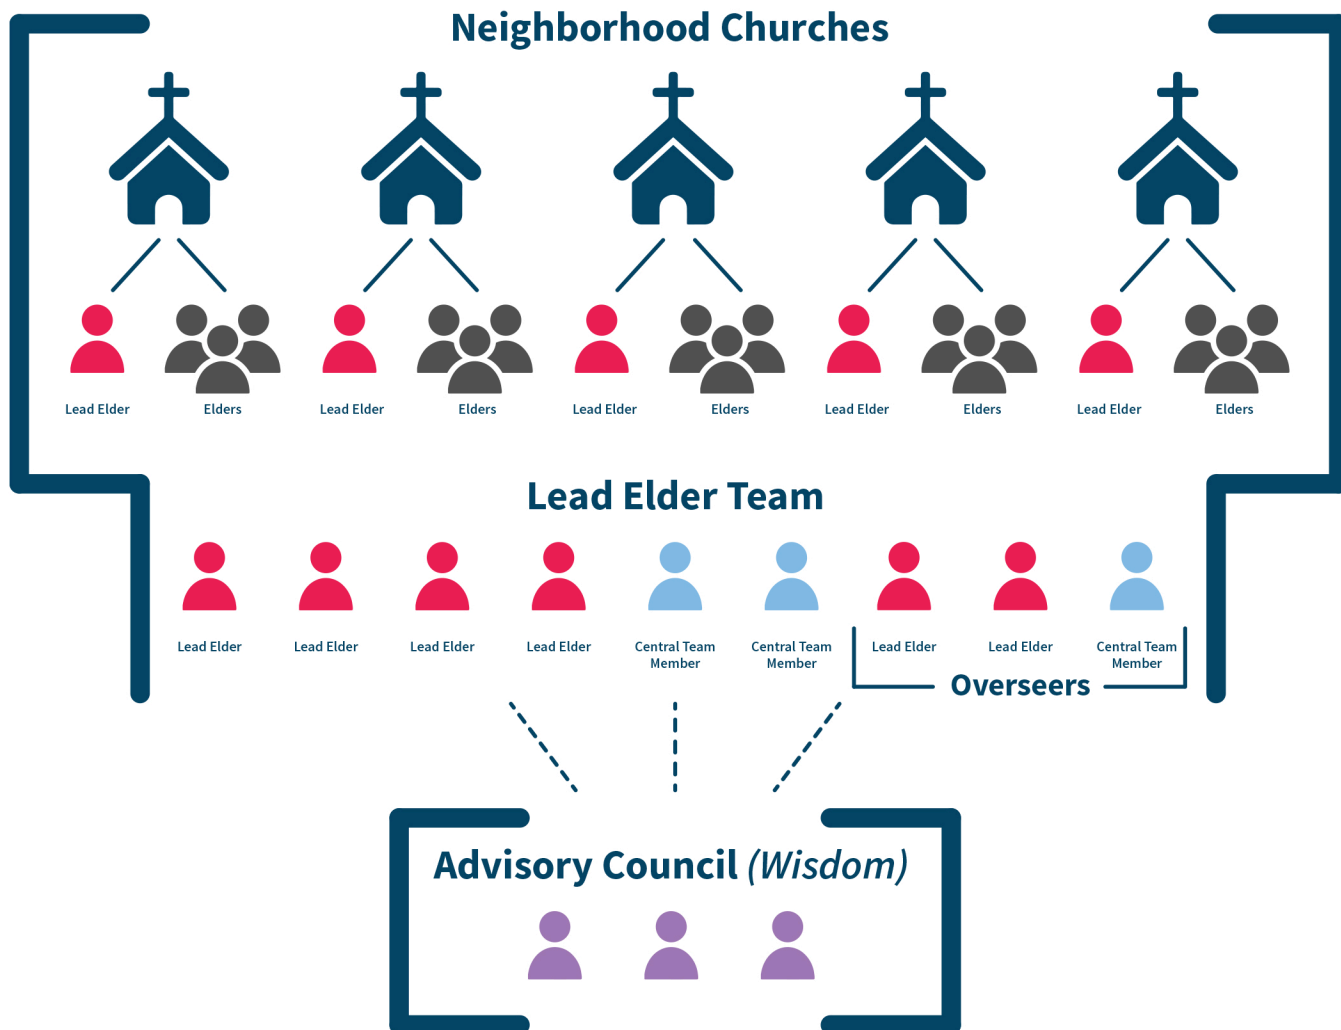 Neighborhood Churches
Lead Elder
Elders
Lead Elder
Elders
Lead Elder
Elders
Lead Elder
Elders
Lead Elder
Elders
Lead Elder Team
Lead Elder
Lead Elder
Lead Elder
Lead Elder
Central Team
Member
Central Team
Member
Lead Elder
Lead Elder
Central Team
Member
Overseers
Advisory Council (Wisdom)